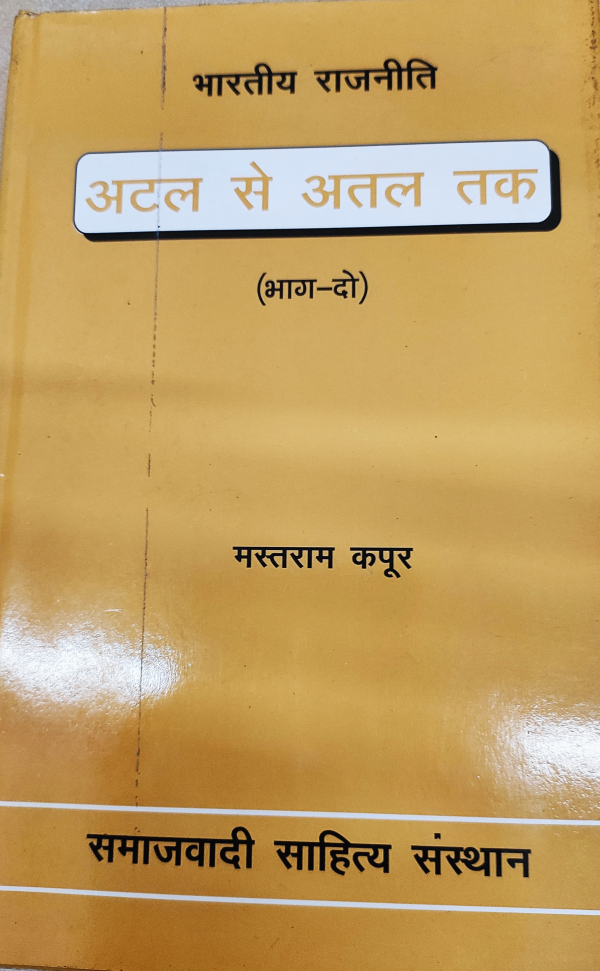 भारतीय राजनीति
अटल से अतल तक
(भाग–दो)
मस्तराम कपूर
समाजवादी साहित्य संस्थान